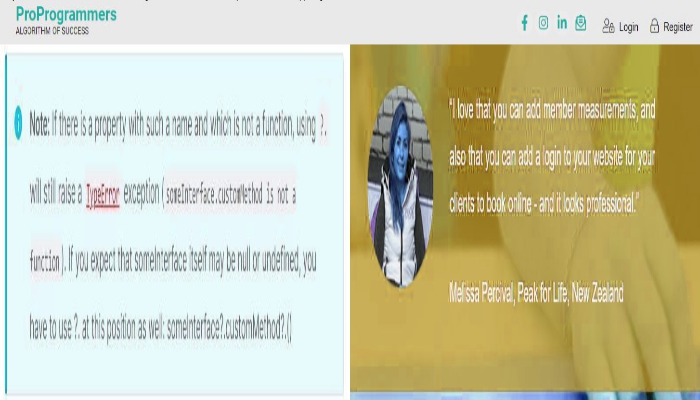 ProProgrammers
ALGORITHM OF SUCCESS
Login
Register
Note: If there is a property with such a name and which is not a function, using ?.
will still raise a TypeError exception (someInterface.customMethod is not a
function). If you expect that someInterface itself may be null or undefined, you
have to use ?. at this position as well: someInterface?.customMethod?.()
"I love that you can add member measurements, and
also that you can add a login to your website for your
clients to book online - and it looks professional."
Melissa Percival, Peak for Life, New Zealand